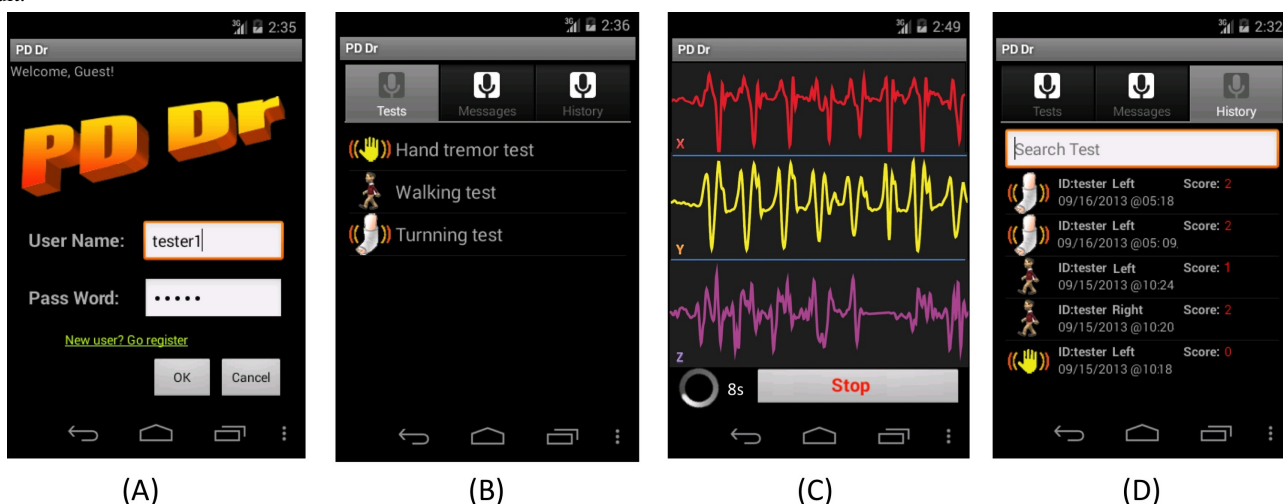 3G 2:35
PD Dr
Welcome, Guest!
PD Dr
User Name: tester1
Pass Word: •••••
New user? Go register
OK Cancel
(A)
3G 2:36
PD Dr
Tests Messages History
Hand tremor test
Walking test
Turnning test
(B)
3G 2:49
PD Dr
X
Y
Z
8s Stop
(C)
3G 2:32
PD Dr
Tests Messages History
Search Test
ID:tester Left Score: 2
09/16/2013 @05:18
ID:tester Left Score: 2
09/16/2013 @05:09
ID:tester Left Score: 1
09/15/2013 @10:24
ID:tester Right Score: 2
09/15/2013 @10:20
ID:tester Left Score: 0
09/15/2013 @10:18
(D)